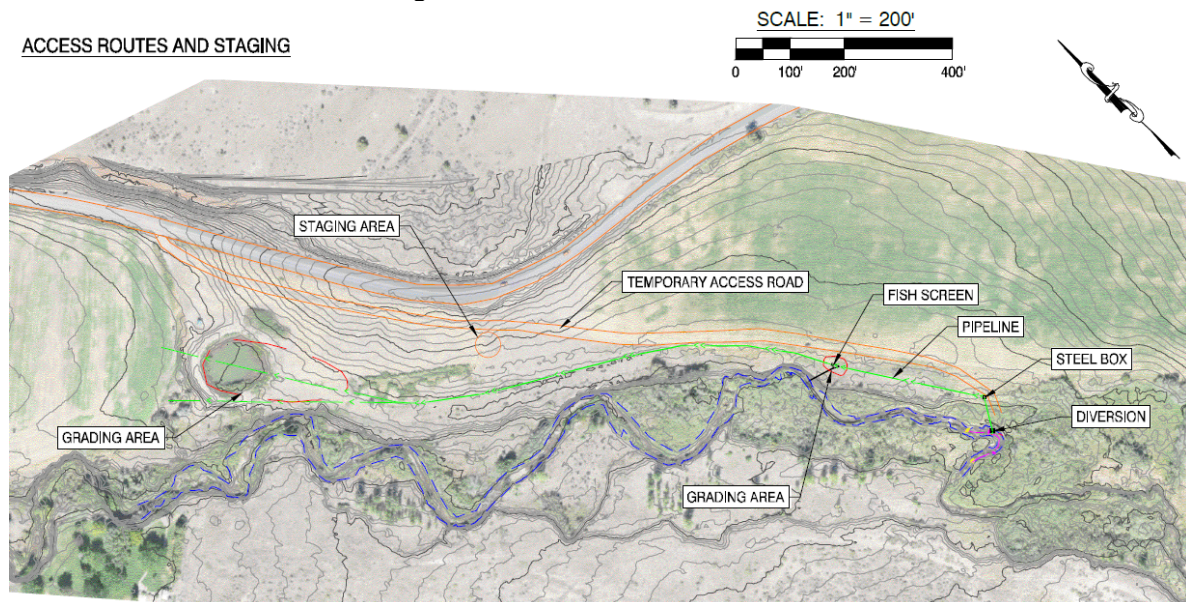 SCALE: 1" = 200'
ACCESS ROUTES AND STAGING
0 100' 200' 400'
STAGING AREA
TEMPORARY ACCESS ROAD
FISH SCREEN
PIPELINE
STEEL BOX
DIVERSION
GRADING AREA
GRADING AREA